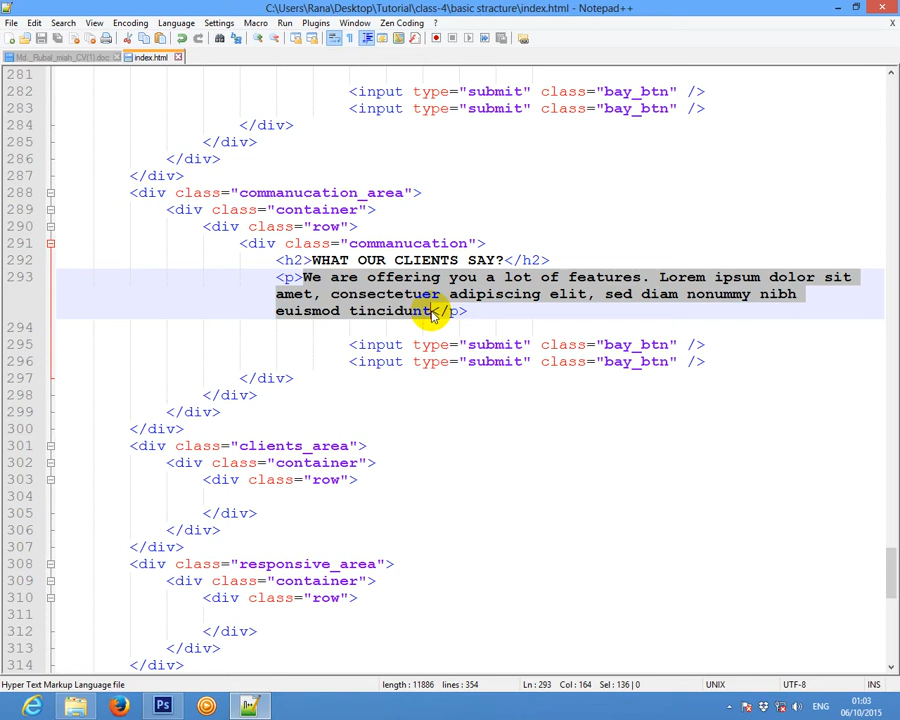 C:\Users\Rana\Desktop\Tutorial\class-4\basic stracture\index.html - Notepad++
File Edit Search View Encoding Language Settings Macro Run Plugins Window Zen Coding ? X
Md._Rubal_miah_CV(1).doc index.html
281
282 <input type="submit" class="bay_btn" />
283 <input type="submit" class="bay_btn" />
284 </div>
285 </div>
286 </div>
287 </div>
288 <div class="commanucation_area">
289 <div class="container">
290 <div class="row">
291 <div class="commanucation">
292 <h2>WHAT OUR CLIENTS SAY?</h2>
293 <p>We are offering you a lot of features. Lorem ipsum dolor sit
amet, consectetuer adipiscing elit, sed diam nonummy nibh
euismod tincidunt</p>
294
295 <input type="submit" class="bay_btn" />
296 <input type="submit" class="bay_btn" />
297 </div>
298 </div>
299 </div>
300 </div>
301 <div class="clients_area">
302 <div class="container">
303 <div class="row">
304
305 </div>
306 </div>
307 </div>
308 <div class="responsive_area">
309 <div class="container">
310 <div class="row">
311
312 </div>
313 </div>
314 </div>
Hyper Text Markup Language file length : 11886 lines : 354 Ln : 293 Col : 164 Sel : 136 | 0 UNIX UTF-8 INS
Ps ENG 01:03
06/10/2015